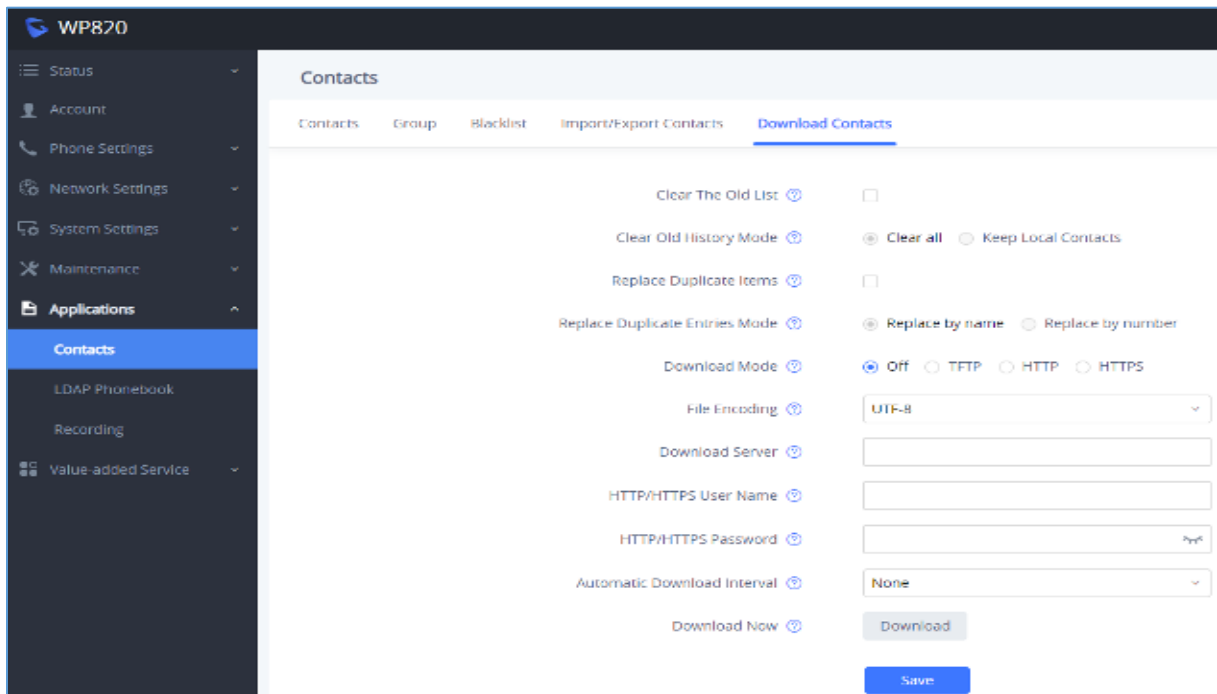 WP820
Status
Account
Phone Settings
Network Settings
System Settings
Maintenance
Applications
Contacts
LDAP Phonebook
Recording
Value-added Service
Contacts
Contacts Group Blacklist Import/Export Contacts Download Contacts
Clear The Old List
Clear Old History Mode Clear all Keep Local Contacts
Replace Duplicate Items
Replace Duplicate Entries Mode Replace by name Replace by number
Download Mode Off TFTP HTTP HTTPS
File Encoding UTF-8
Download Server
HTTP/HTTPS User Name
HTTP/HTTPS Password
Automatic Download Interval None
Download Now Download
Save